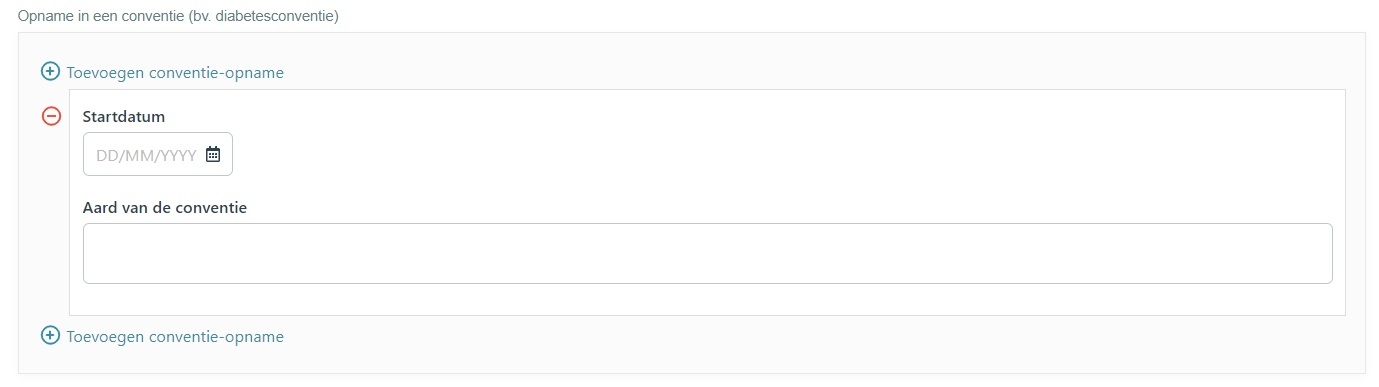 Opname in een conventie (bv. diabetesconventie)
Toevoegen conventie-opname
Startdatum
DD/MM/YYYY
Aard van de conventie
Toevoegen conventie-opname